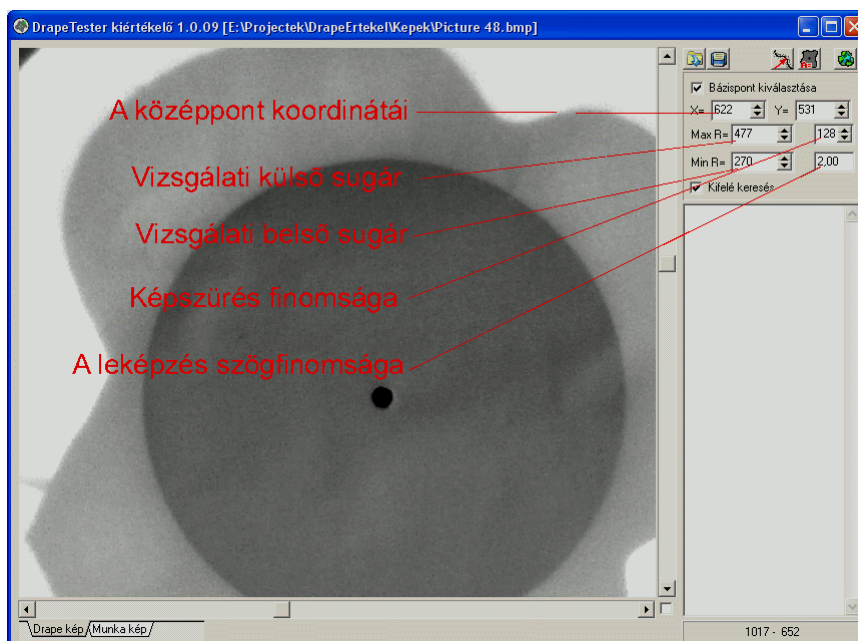 DrapeTester kiértékelő 1.0.09 [E:\Projectek\DrapeErtekel\Kepek\Picture 48.bmp]
Bázispont kiválasztása
X= 622 Y= 531
Max R= 477 128
Min R= 270 2,00
Kifelé keresés
A középpont koordinátái
Vizsgálati külső sugár
Vizsgálati belső sugár
Képszűrés finomsága
A leképzés szögfinomsága
Drape kép Munka kép
1017 - 652